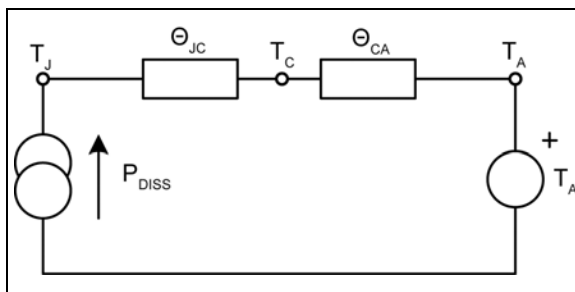 Θ_JC
Θ_CA
T_J
T_C
T_A
+
P_DISS
T_A